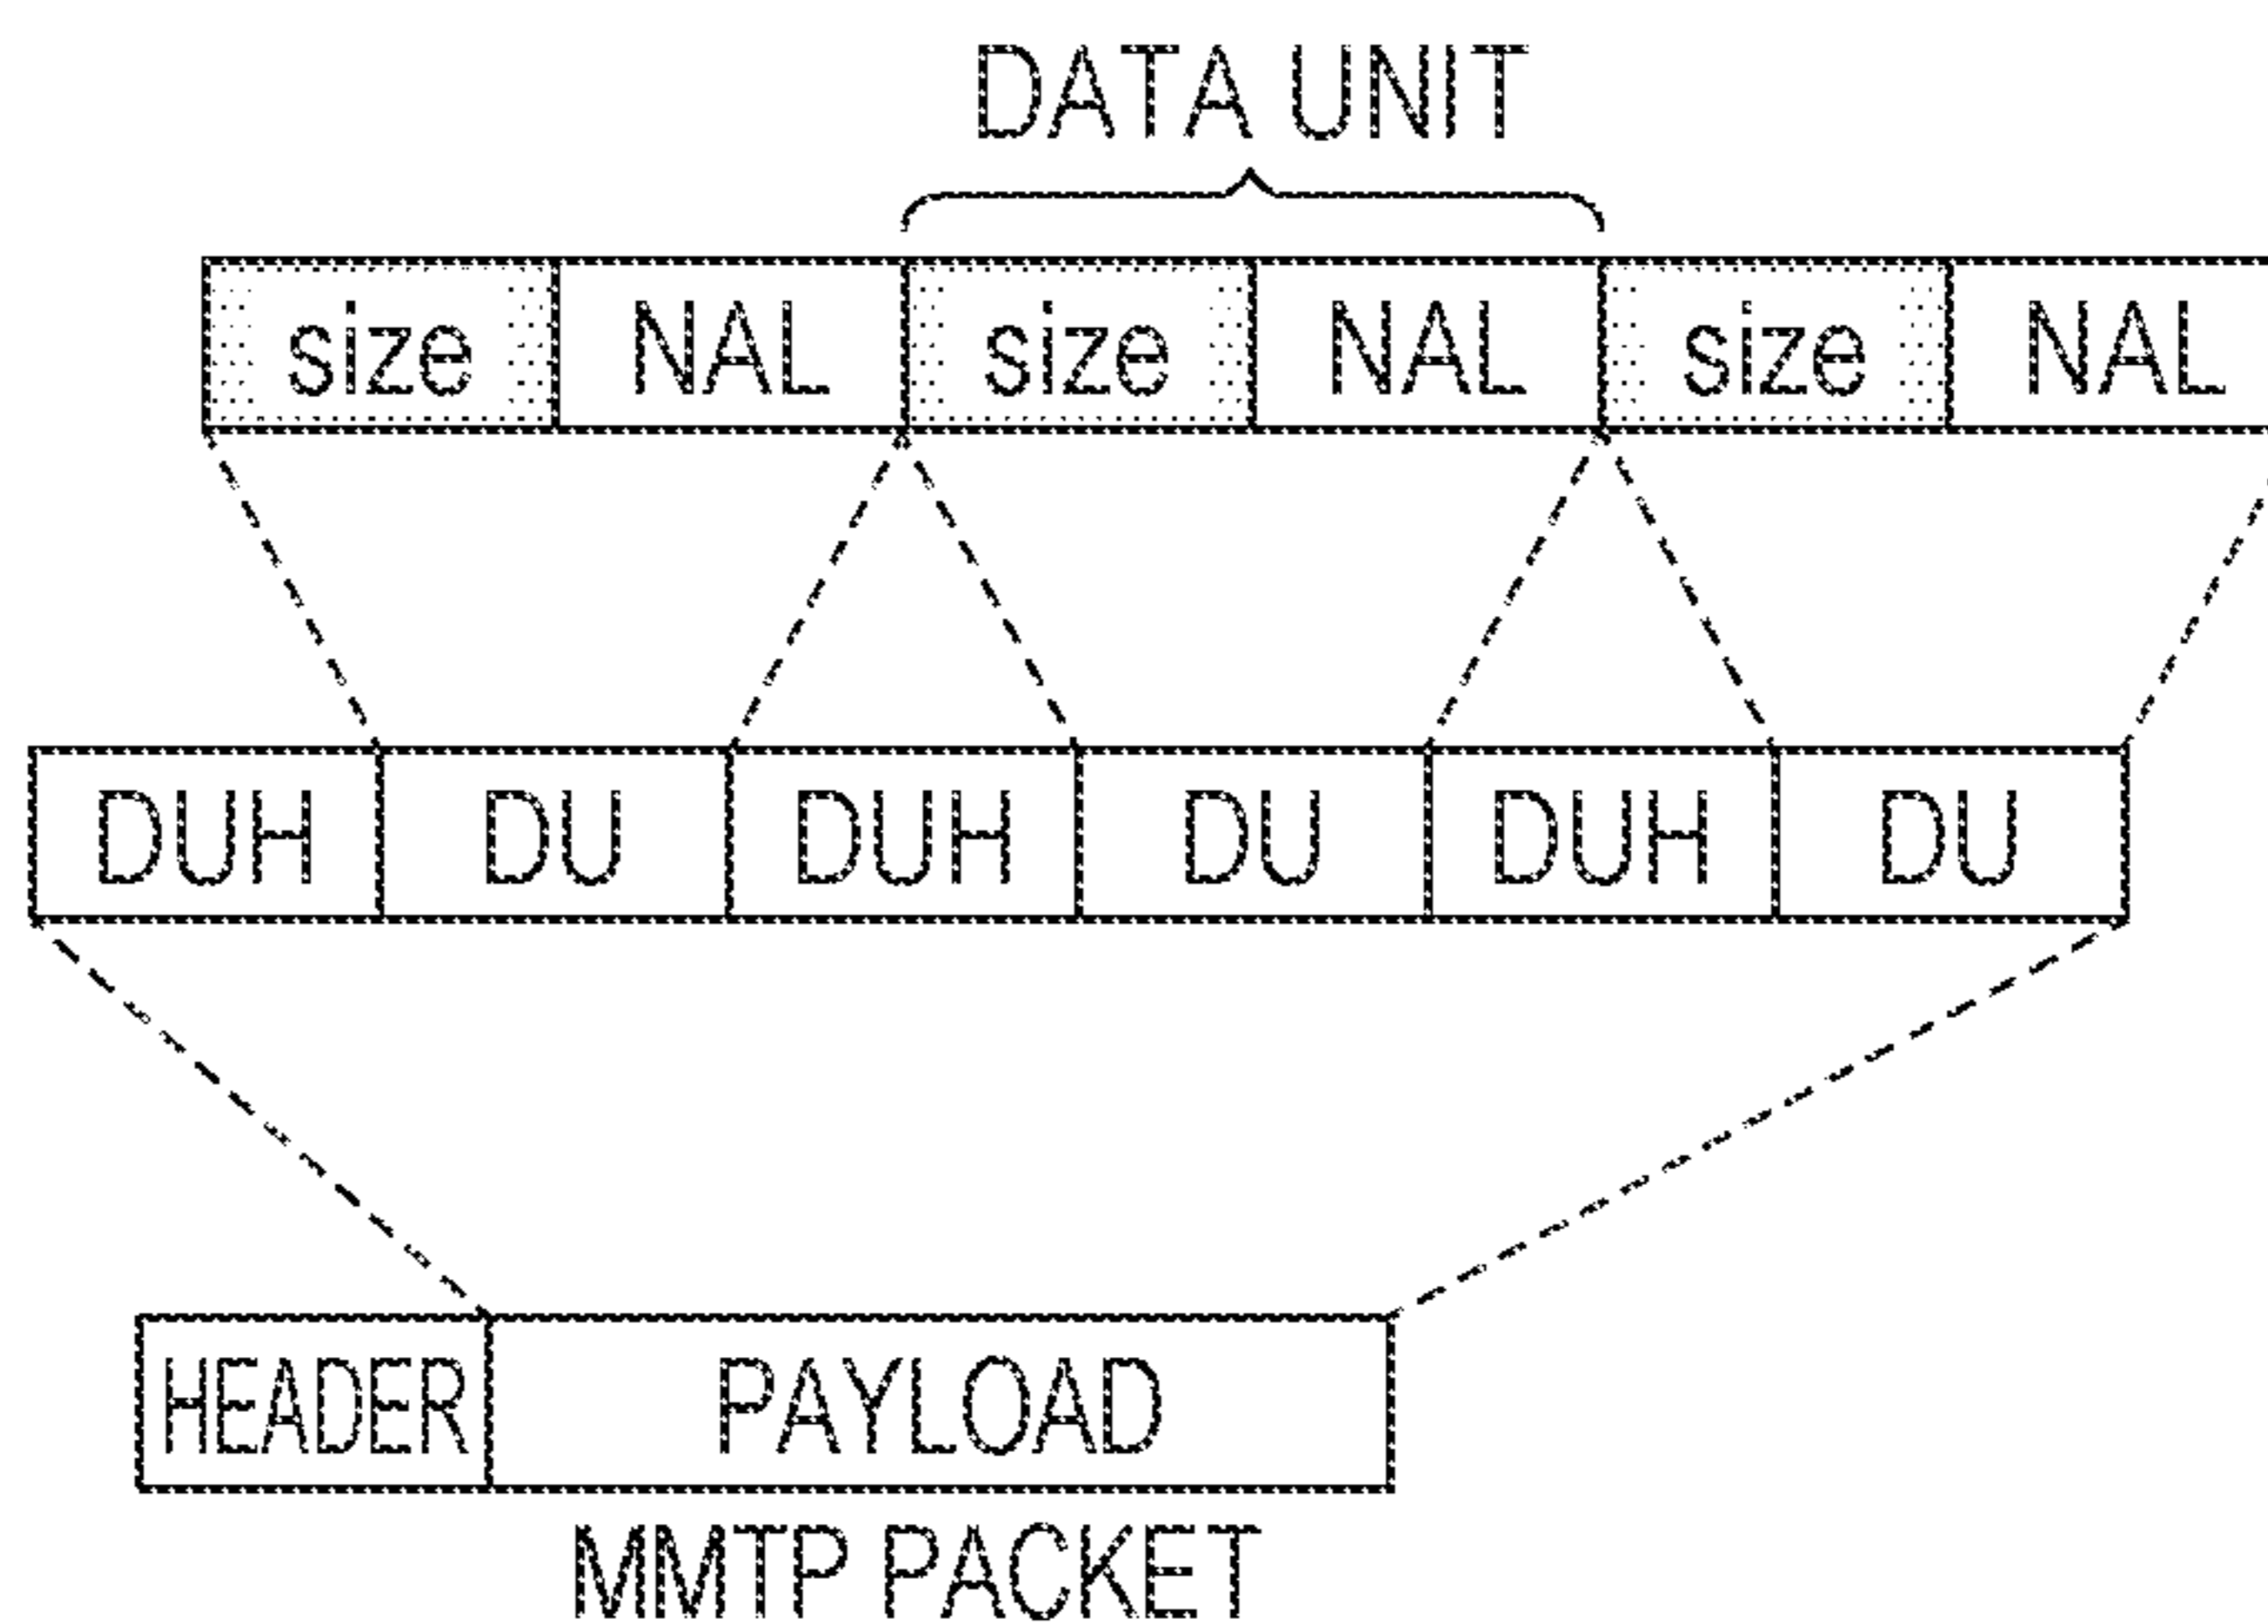 DATA UNIT
size NAL size NAL size NAL
DUH DU DUH DU DUH DU
HEADER PAYLOAD
MMTP PACKET